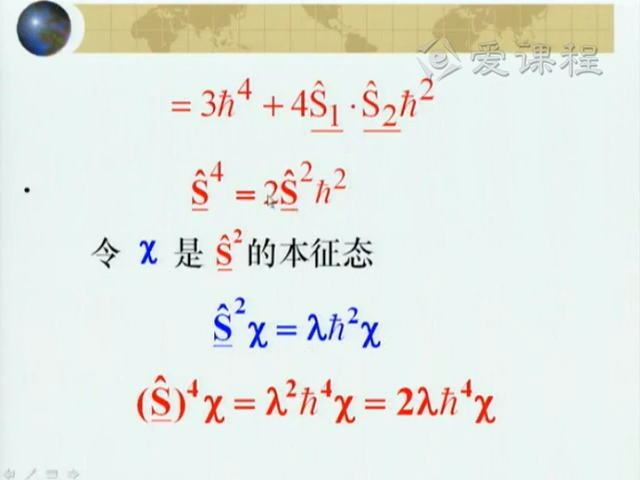 爱课程
= 3ħ⁴ + 4Ŝ₁ · Ŝ₂ħ²
Ŝ⁴ = 2Ŝ²ħ²
令 χ 是 Ŝ² 的本征态
Ŝ²χ = λħ²χ
(Ŝ)⁴χ = λ²ħ⁴χ = 2λħ⁴χ